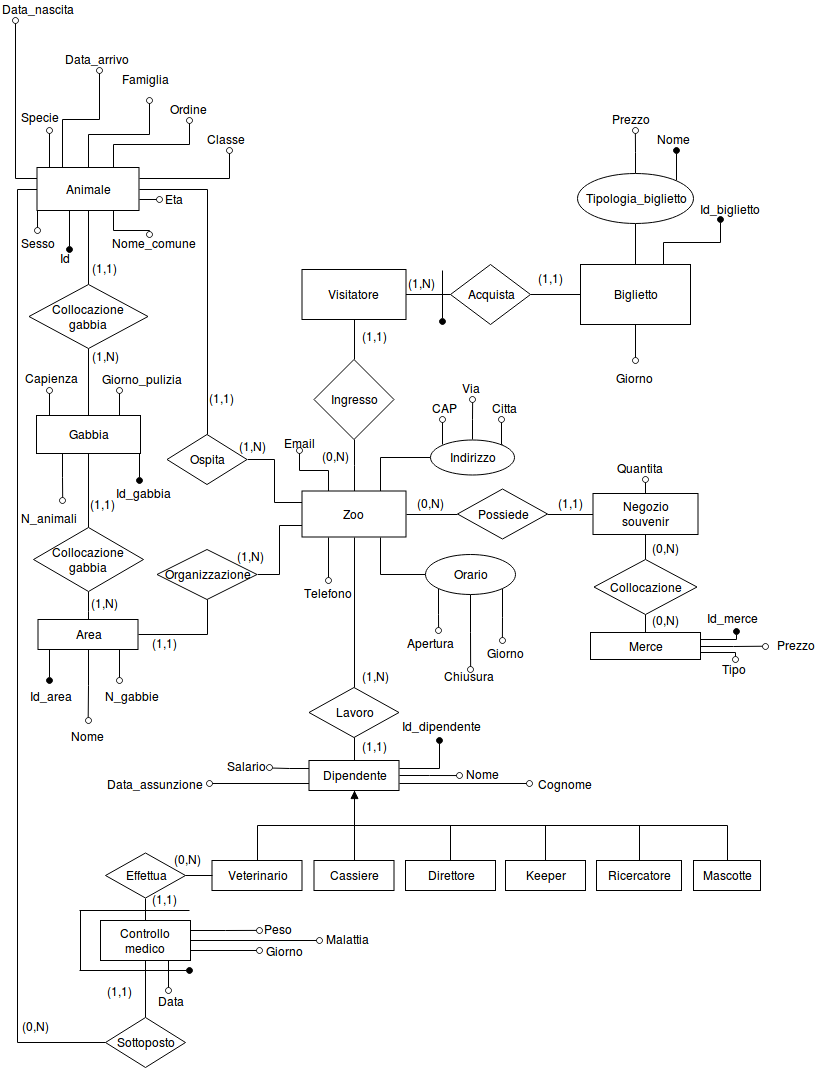 Data_nascita
Data_arrivo
Famiglia
Ordine
Specie
Classe
Prezzo
Nome
Animale
Eta
Tipologia_biglietto
Id_biglietto
Sesso
Nome_comune
Id
(1,1)
Visitatore
(1,N)
Acquista
(1,1)
Biglietto
Collocazione
gabbia
(1,1)
(1,N)
Capienza
Giorno_pulizia
Giorno
Via
(1,1)
Ingresso
CAP
Citta
Gabbia
Email
(1,N)
Ospita
(0,N)
Indirizzo
Quantita
Id_gabbia
(1,1)
N_animali
Zoo
(0,N)
Possiede
(1,1)
Negozio
souvenir
Collocazione
gabbia
(1,N)
Organizzazione
(0,N)
Orario
Collocazione
Telefono
(1,N)
Area
(1,1)
(0,N)
Id_merce
Merce
Prezzo
Apertura
Giorno
Chiusura
Tipo
Id_area
N_gabbie
Nome
(1,N)
Lavoro
Id_dipendente
(1,1)
Salario
Dipendente
Nome
Data_assunzione
Cognome
(0,N)
Effettua
Veterinario
Cassiere
Direttore
Keeper
Ricercatore
Mascotte
(1,1)
Controllo
medico
Peso
Malattia
Giorno
(1,1)
Data
(0,N)
Sottoposto